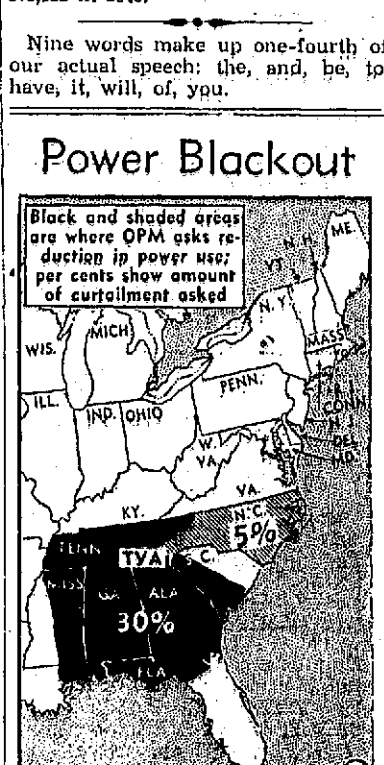 Nine words make up one-fourth of
our actual speech: the, and, be, to,
have, it, will, of, you.
Power Blackout
Black and shaded areas
are where OPM asks re-
duction in power use;
per cents show amount
of curtailment asked
ME.
N.H.
VT.
N.Y.
MASS.
WIS.
MICH
PENN.
R.I.
CONN
N.J.
DEL
MD.
ILL.
IND.
OHIO
W.
VA.
VA.
KY.
N.C.
5%
TENN.
TVA
S.C.
MISS.
GA
ALA
30%
FLA